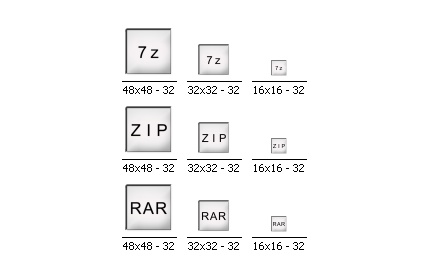 7z 7z 7z
48x48 - 32 32x32 - 32 16x16 - 32
ZIP ZIP ZIP
48x48 - 32 32x32 - 32 16x16 - 32
RAR RAR RAR
48x48 - 32 32x32 - 32 16x16 - 32